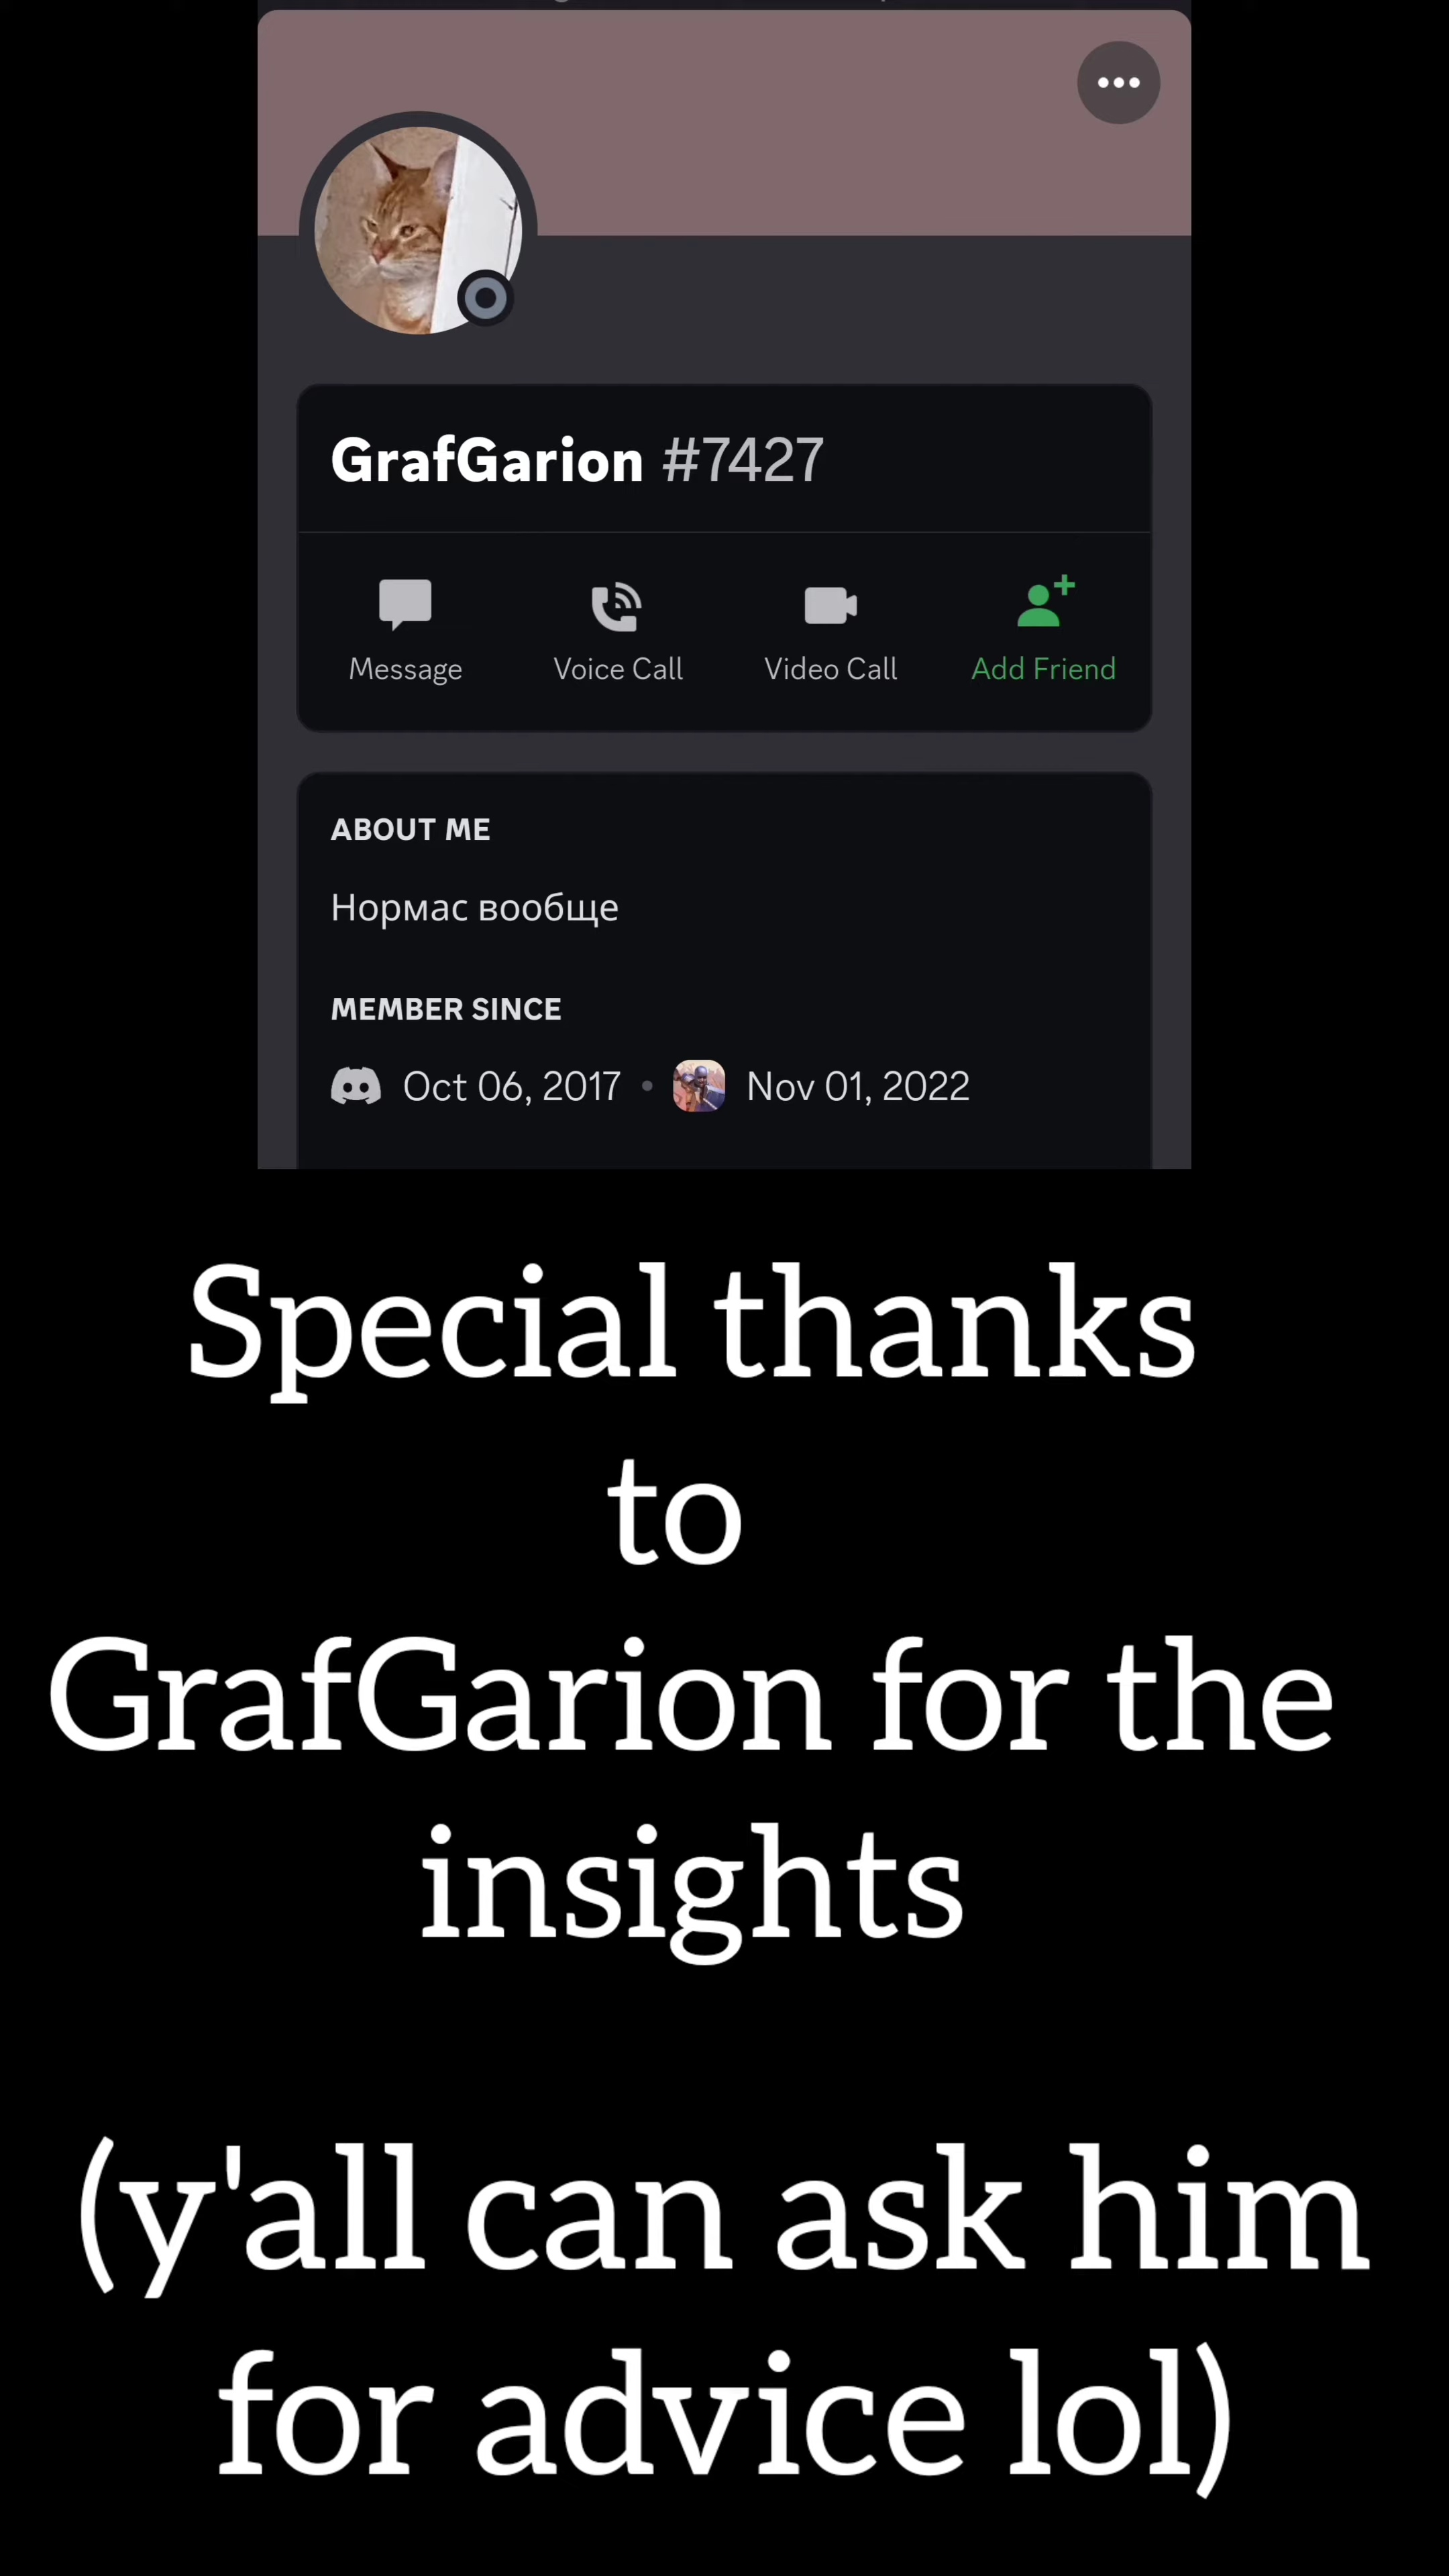 GrafGarion #7427
Message Voice Call Video Call Add Friend
ABOUT ME
Нормас вообще
MEMBER SINCE
Oct 06, 2017 • Nov 01, 2022
Special thanks
to
GrafGarion for the
insights
(y'all can ask him
for advice lol)